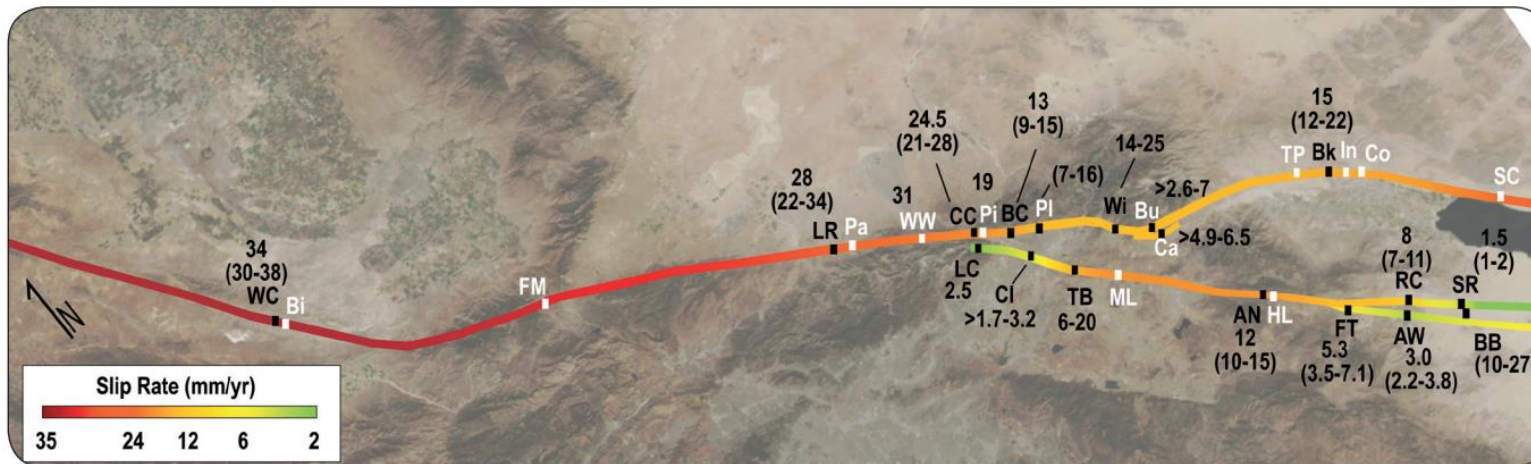 34
(30-38)
WC
Bi
FM
28
(22-34)
LR
Pa
31
WW
24.5
(21-28)
CC
19
Pi
13
(9-15)
BC
(7-16)
Pl
14-25
Wi
Bu
>2.6-7
Ca
>4.9-6.5
15
(12-22)
TP
Bk
In
Co
SC
LC
2.5
CI
>1.7-3.2
TB
6-20
ML
AN
HL
12
(10-15)
FT
5.3
(3.5-7.1)
8
(7-11)
RC
AW
3.0
(2.2-3.8)
1.5
(1-2)
SR
BB
(10-27
N
Slip Rate (mm/yr)
35 24 12 6 2